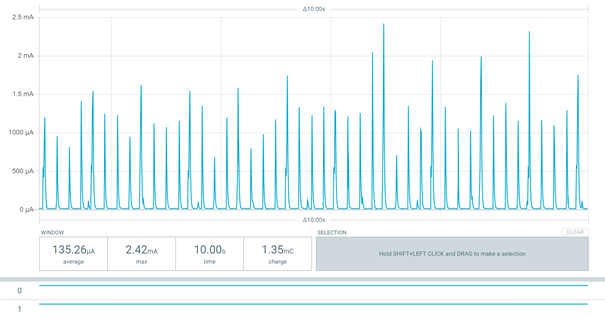 Δ10.00s
2.5 mA
2 mA
1.5 mA
1000 µA
500 µA
0 µA
Δ10.00s
WINDOW
135.26µA
average
2.42mA
max
10.00s
time
1.35mC
charge
SELECTION
CLEAR
Hold SHIFT+LEFT CLICK and DRAG to make a selection
0
1